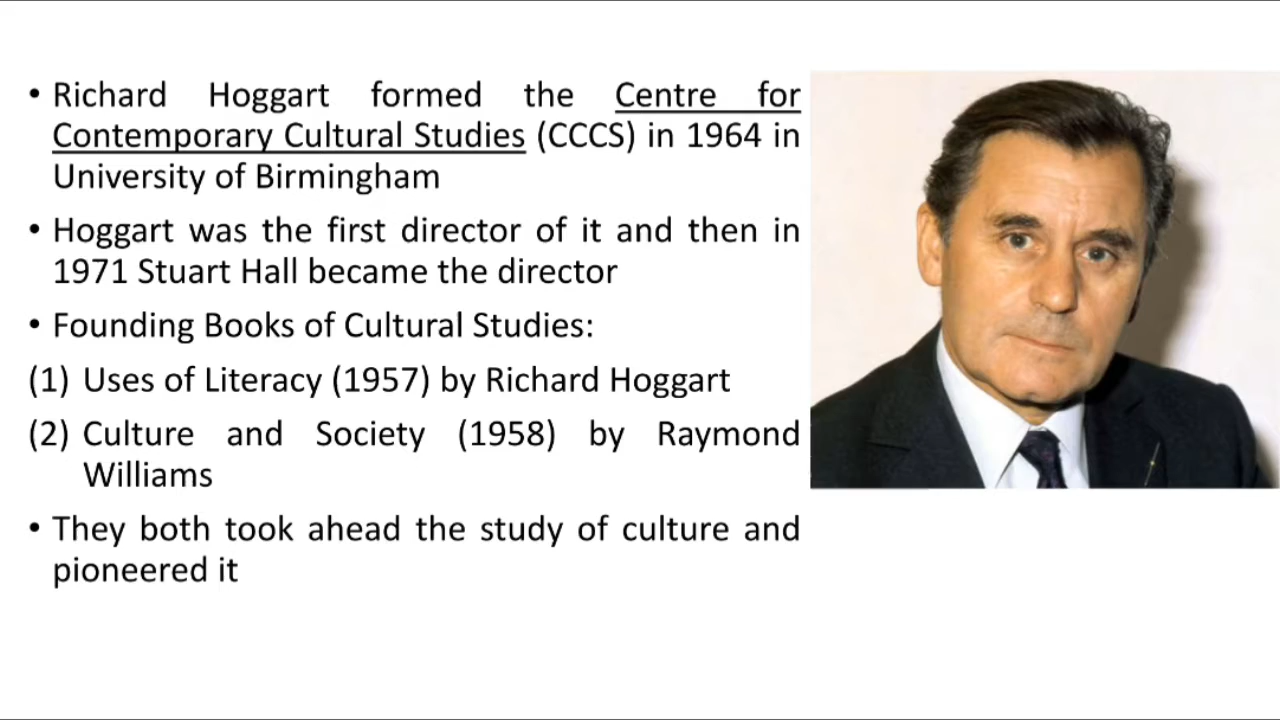 • Richard Hoggart formed the Centre for
Contemporary Cultural Studies (CCCS) in 1964 in
University of Birmingham
• Hoggart was the first director of it and then in
1971 Stuart Hall became the director
• Founding Books of Cultural Studies:
(1) Uses of Literacy (1957) by Richard Hoggart
(2) Culture and Society (1958) by Raymond
Williams
• They both took ahead the study of culture and
pioneered it